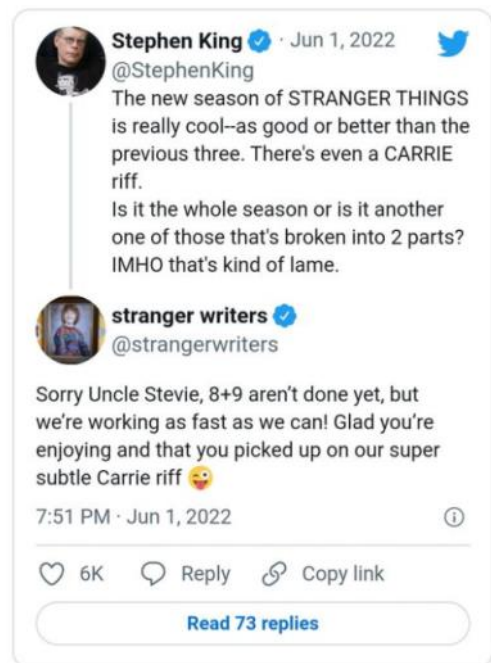 Stephen King · Jun 1, 2022
@StephenKing
The new season of STRANGER THINGS
is really cool--as good or better than the
previous three. There's even a CARRIE
riff.
Is it the whole season or is it another
one of those that's broken into 2 parts?
IMHO that's kind of lame.
stranger writers
@strangerwriters
Sorry Uncle Stevie, 8+9 aren’t done yet, but
we’re working as fast as we can! Glad you’re
enjoying and that you picked up on our super
subtle Carrie riff 😜
7:51 PM · Jun 1, 2022
6K Reply Copy link
Read 73 replies